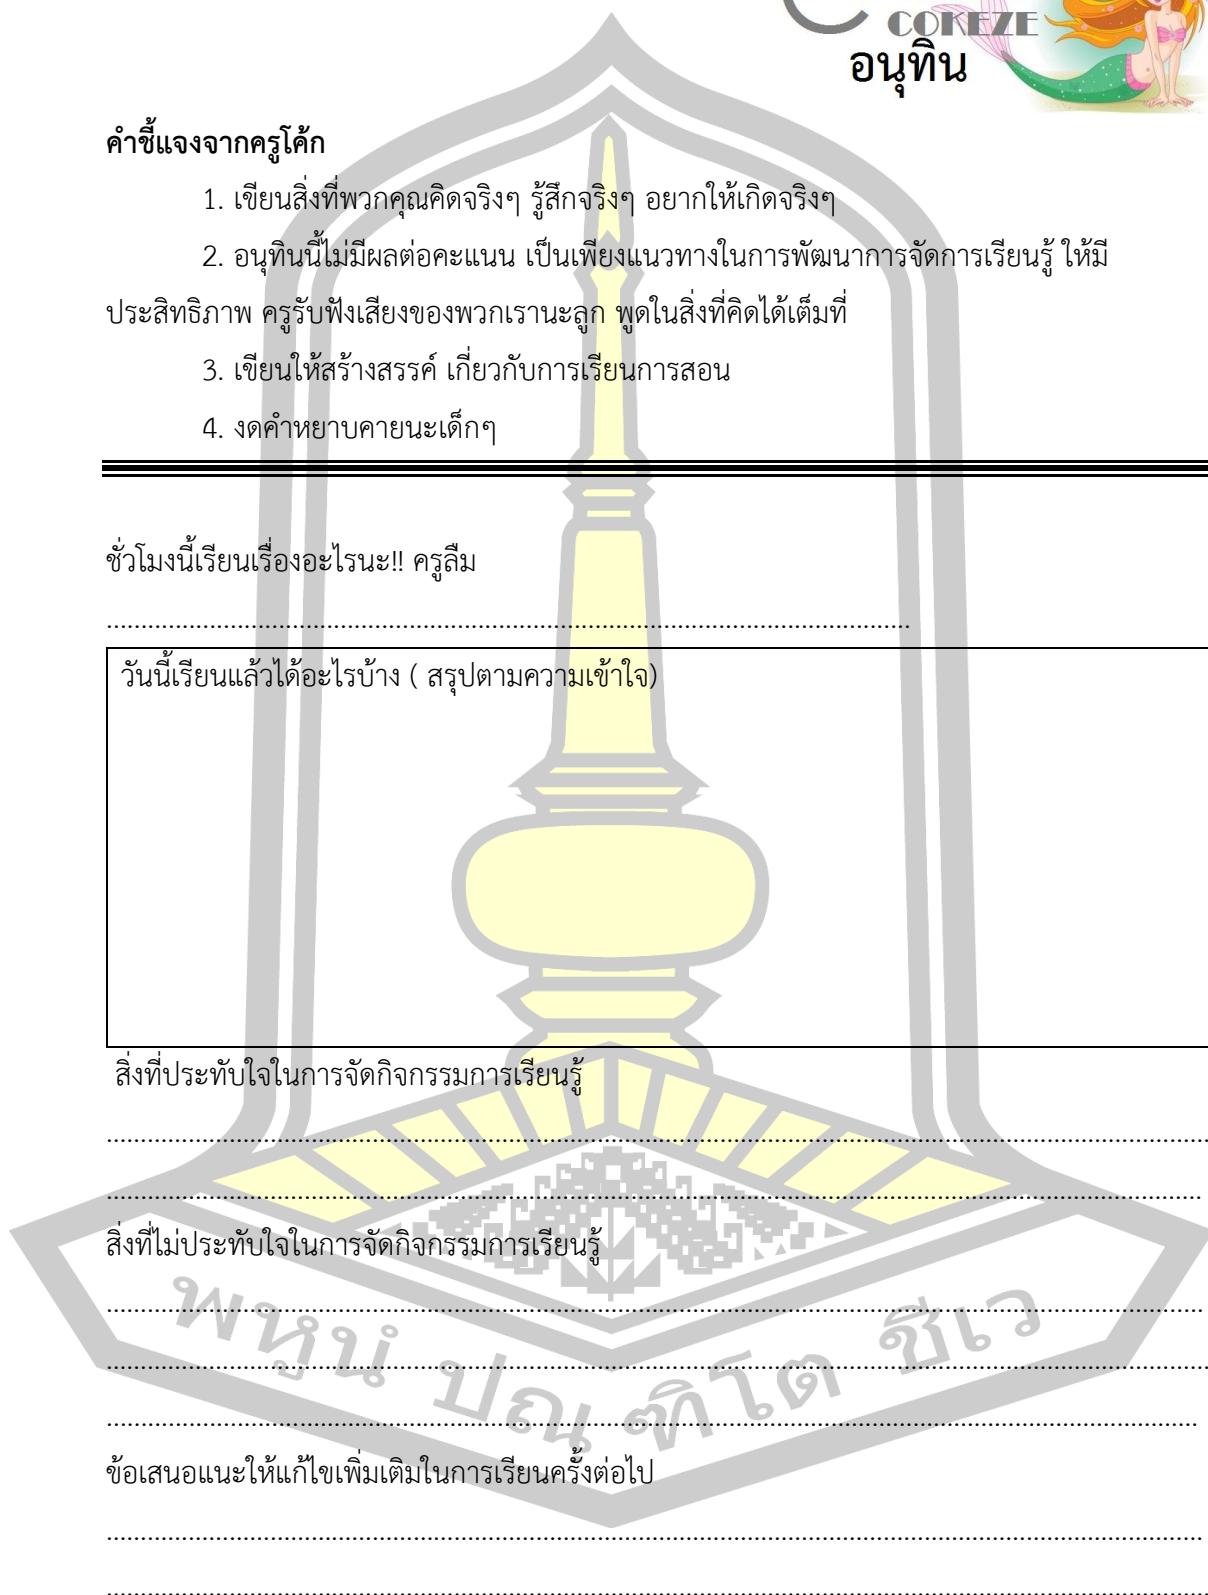 COKEZE
อนุทิน
คำชี้แจงจากครูโค้ก
1. เขียนสิ่งที่พวกคุณคิดจริงๆ รู้สึกจริงๆ อยากให้เกิดจริงๆ
2. อนุทินนี้ไม่มีผลต่อคะแนน เป็นเพียงแนวทางในการพัฒนาการจัดการเรียนรู้ ให้มี
ประสิทธิภาพ ครูรับฟังเสียงของพวกเรานะลูก พูดในสิ่งที่คิดได้เต็มที่
3. เขียนให้สร้างสรรค์ เกี่ยวกับการเรียนการสอน
4. งดคำหยาบคายนะเด็กๆ
ชั่วโมงนี้เรียนเรื่องอะไรนะ!! ครูลืม
วันนี้เรียนแล้วได้อะไรบ้าง ( สรุปตามความเข้าใจ)
สิ่งที่ประทับใจในการจัดกิจกรรมการเรียนรู้
สิ่งที่ไม่ประทับใจในการจัดกิจกรรมการเรียนรู้
พหูนํ ปณฺฑิโต ชีเว
ข้อเสนอแนะให้แก้ไขเพิ่มเติมในการเรียนครั้งต่อไป